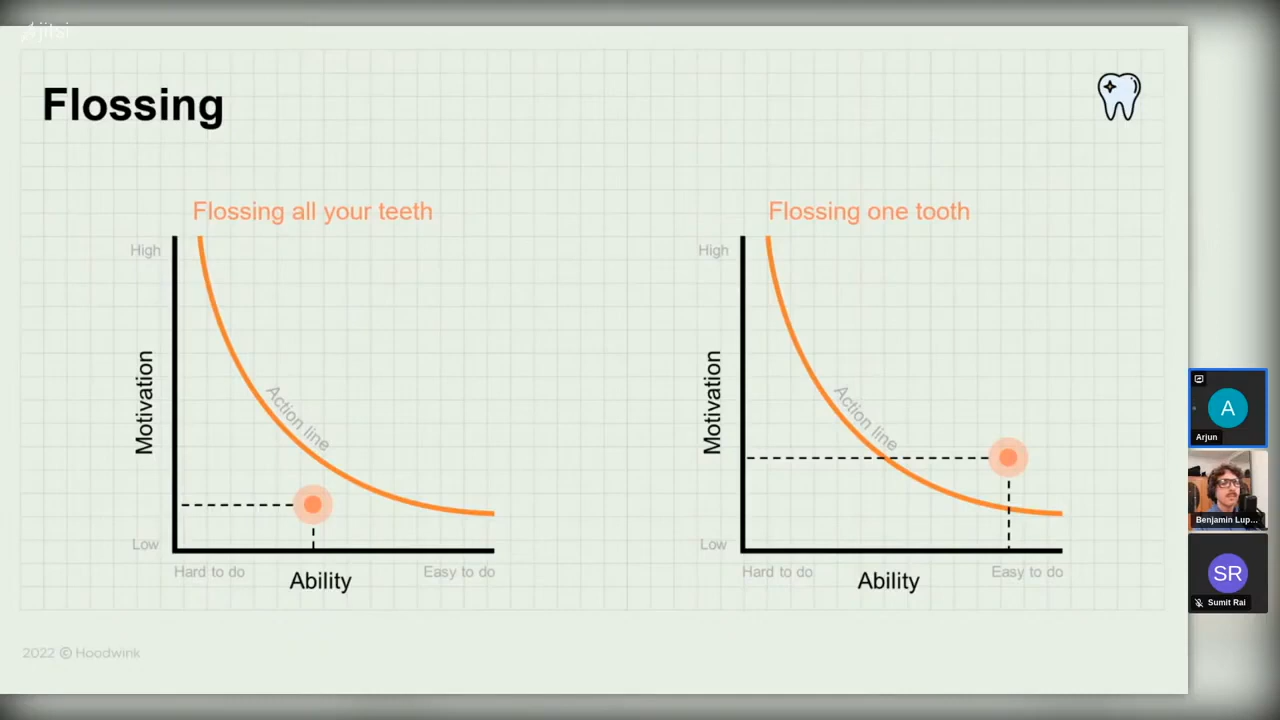 jitsi
Flossing
Flossing all your teeth
High
Motivation
Action line
Low
Hard to do
Ability
Easy to do
Flossing one tooth
High
Motivation
Action line
Low
Hard to do
Ability
Easy to do
2022 © Hoodwink
A
Arjun
Benjamin Lup...
SR
Sumit Rai